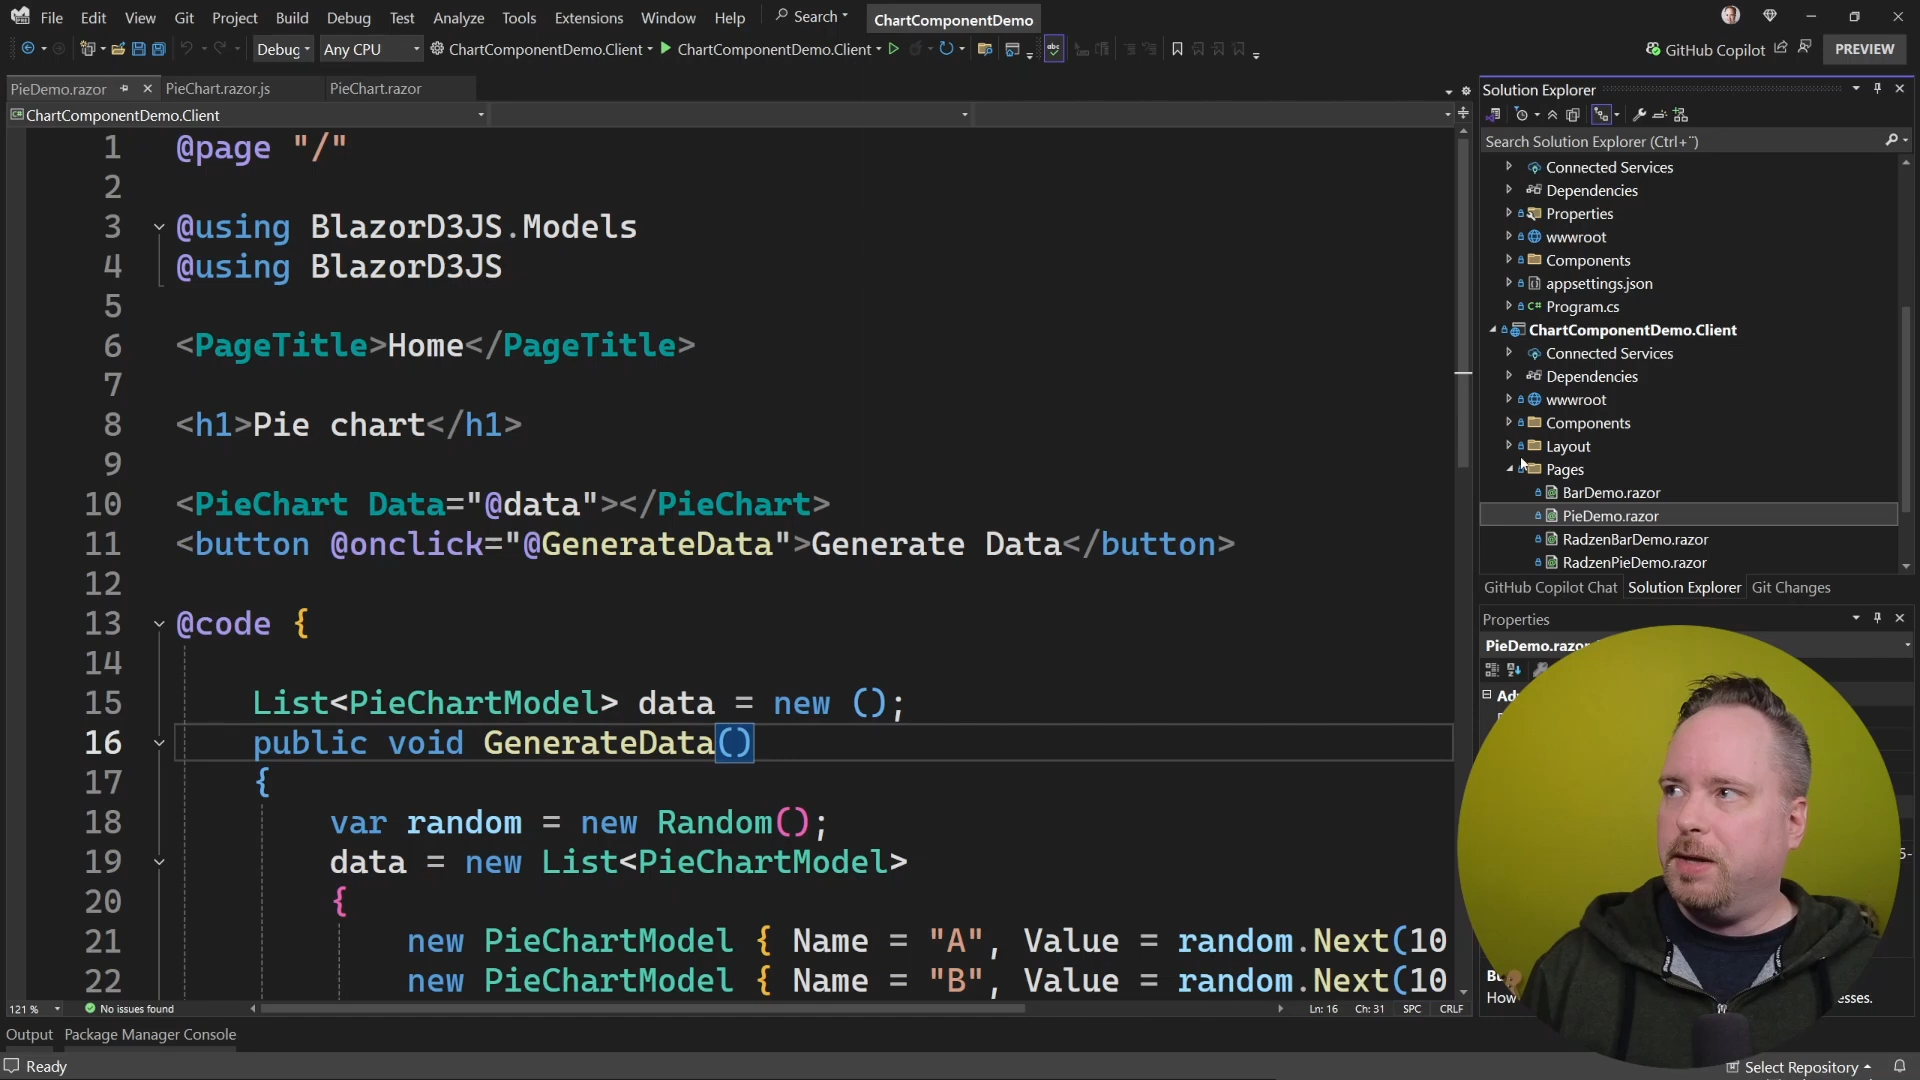 File Edit View Git Project Build Debug Test Analyze Tools Extensions Window Help Search ChartComponentDemo
Debug Any CPU ChartComponentDemo.Client ChartComponentDemo.Client GitHub Copilot PREVIEW
PieDemo.razor PieChart.razor.js PieChart.razor
ChartComponentDemo.Client
1 @page "/"
2
3 @using BlazorD3JS.Models
4 @using BlazorD3JS
5
6 <PageTitle>Home</PageTitle>
7
8 <h1>Pie chart</h1>
9
10 <PieChart Data="@data"></PieChart>
11 <button @onclick="@GenerateData">Generate Data</button>
12
13 @code {
14
15 List<PieChartModel> data = new ();
16 public void GenerateData()
17 {
18 var random = new Random();
19 data = new List<PieChartModel>
20 {
21 new PieChartModel { Name = "A", Value = random.Next(10
22 new PieChartModel { Name = "B", Value = random.Next(10
121 % No issues found Ln: 16 Ch: 31 SPC CRLF
Output Package Manager Console
Ready Select Repository
Solution Explorer
Search Solution Explorer (Ctrl+¨)
Connected Services
Dependencies
Properties
wwwroot
Components
appsettings.json
C# Program.cs
ChartComponentDemo.Client
Connected Services
Dependencies
wwwroot
Components
Layout
Pages
BarDemo.razor
PieDemo.razor
RadzenBarDemo.razor
RadzenPieDemo.razor
GitHub Copilot Chat Solution Explorer Git Changes
Properties
PieDemo.razor
How
esses.